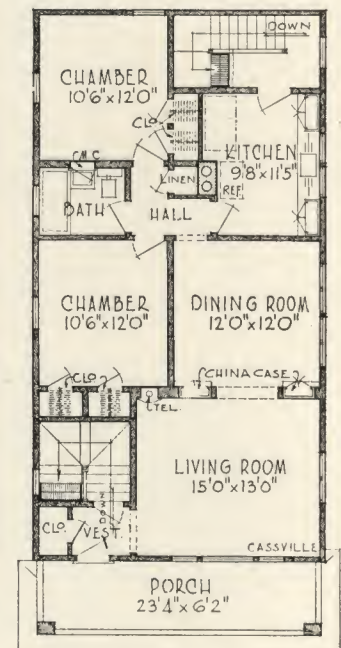 DOWN
CHAMBER
10'6"x12'0"
CLO
KITCHEN
9'8"x11'5"
M.C.
LINEN
REF.
BATH
HALL
CHAMBER
10'6"x12'0"
DINING ROOM
12'0"x12'0"
CLO.
CHINA CASE
TEL.
LIVING ROOM
15'0"x13'0"
DOWN
CLO.
VEST.
CASSVILLE
PORCH
23'4"x6'2"